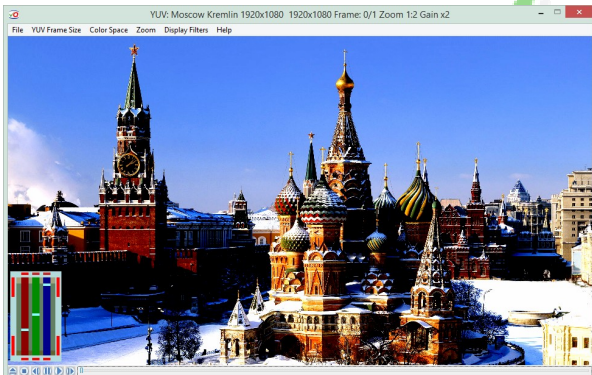 YUV: Moscow Kremlin 1920x1080 1920x1080 Frame: 0/1 Zoom 1:2 Gain x2
File YUV Frame Size Color Space Zoom Display Filters Help